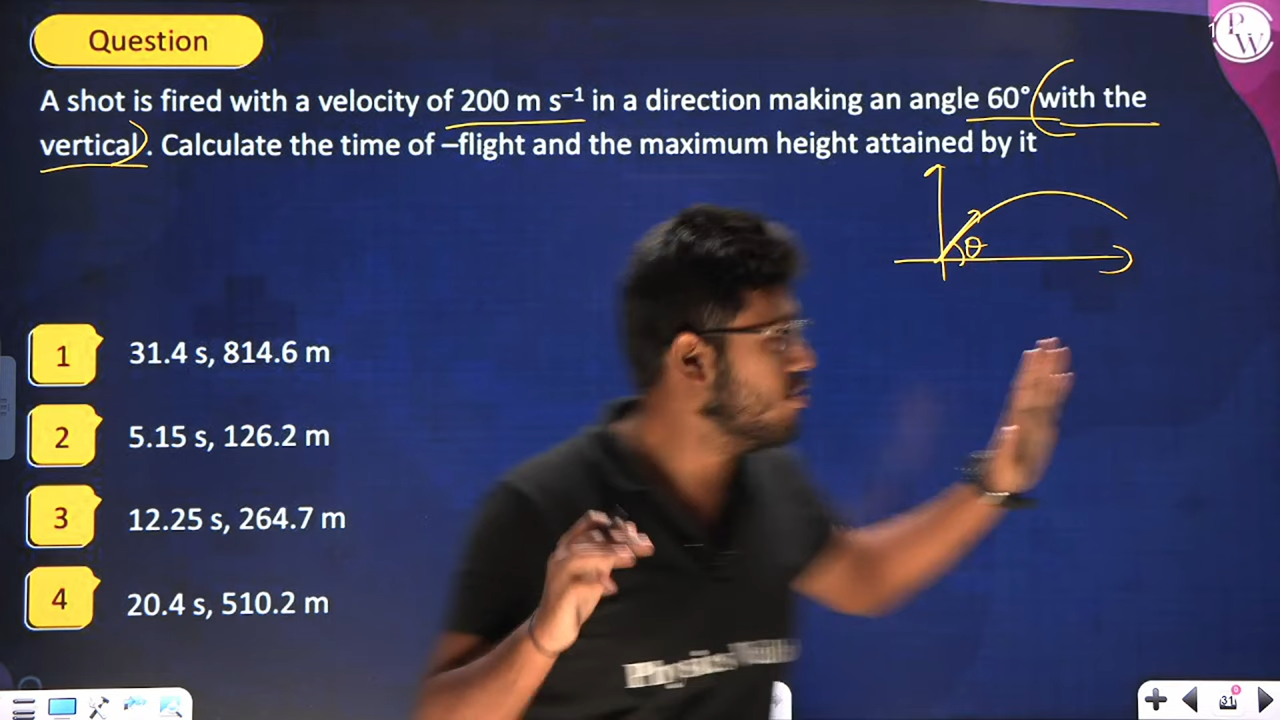 Question
A shot is fired with a velocity of 200 m s⁻¹ in a direction making an angle 60° with the
vertical. Calculate the time of –flight and the maximum height attained by it
θ
1 31.4 s, 814.6 m
2 5.15 s, 126.2 m
3 12.25 s, 264.7 m
4 20.4 s, 510.2 m
PW
31